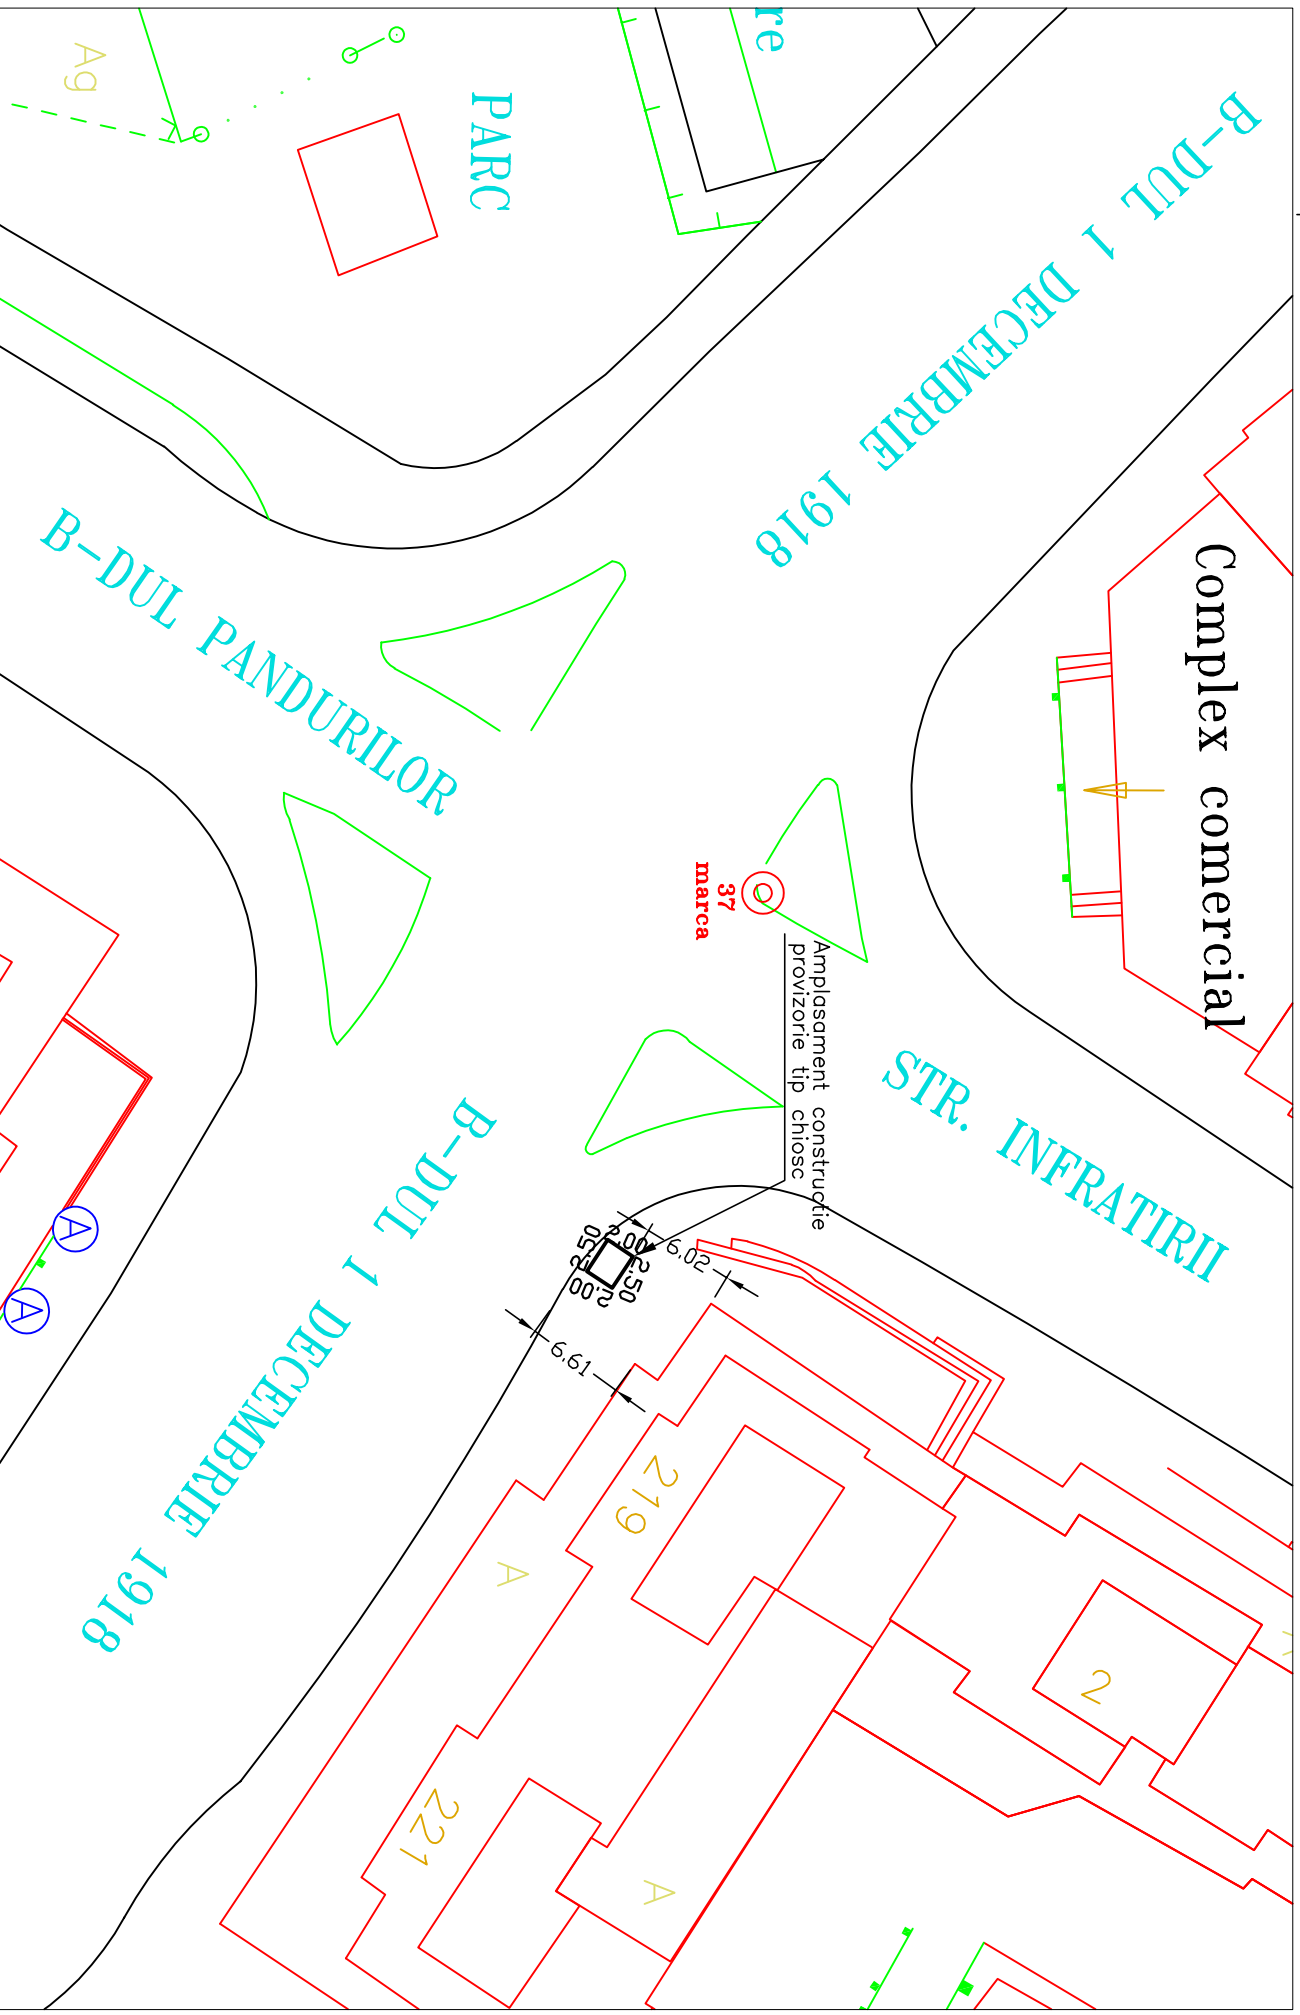 B-DUL 1 DECEMBRIE 1918
Complex comercial
re
PARC
Ag
B-DUL PANDURILOR
37
marca
Amplasament constructie
provizorie tip chiosc
STR. INFRATIRII
B-DUL 1 DECEMBRIE 1918
2.00
2.50
2.00
2.50
6.02
6.61
A
A
219
A
2
221
A